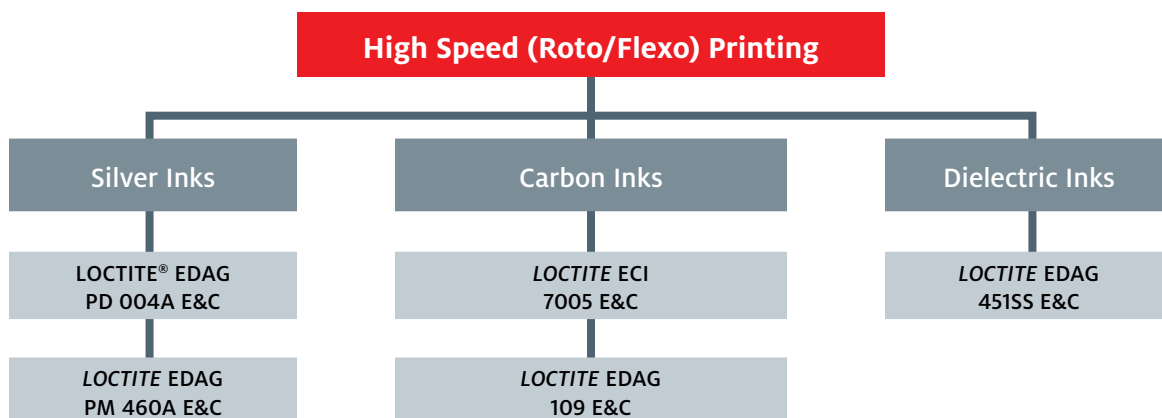 High Speed (Roto/Flexo) Printing
Silver Inks
Carbon Inks
Dielectric Inks
LOCTITE® EDAG
PD 004A E&C
LOCTITE ECI
7005 E&C
LOCTITE EDAG
451SS E&C
LOCTITE EDAG
PM 460A E&C
LOCTITE EDAG
109 E&C